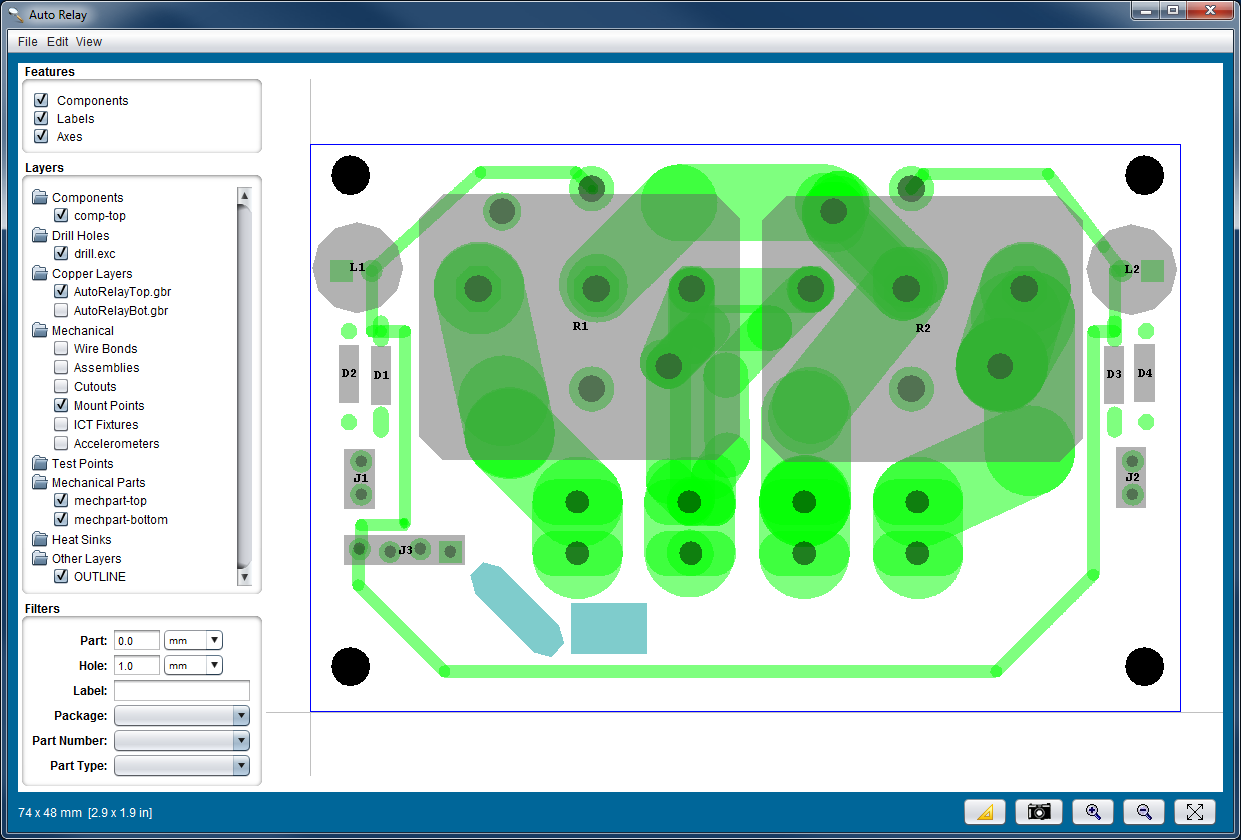 Auto Relay
File Edit View
Features
Components
Labels
Axes
Layers
Components
comp-top
Drill Holes
drill.exc
Copper Layers
AutoRelayTop.gbr
AutoRelayBot.gbr
Mechanical
Wire Bonds
Assemblies
Cutouts
Mount Points
ICT Fixtures
Accelerometers
Test Points
Mechanical Parts
mechpart-top
mechpart-bottom
Heat Sinks
Other Layers
OUTLINE
Filters
Part: 0.0 mm
Hole: 1.0 mm
Label:
Package:
Part Number:
Part Type:
L1
L2
R1
R2
D2
D1
D3
D4
J1
J2
J3
74 x 48 mm [2.9 x 1.9 in]